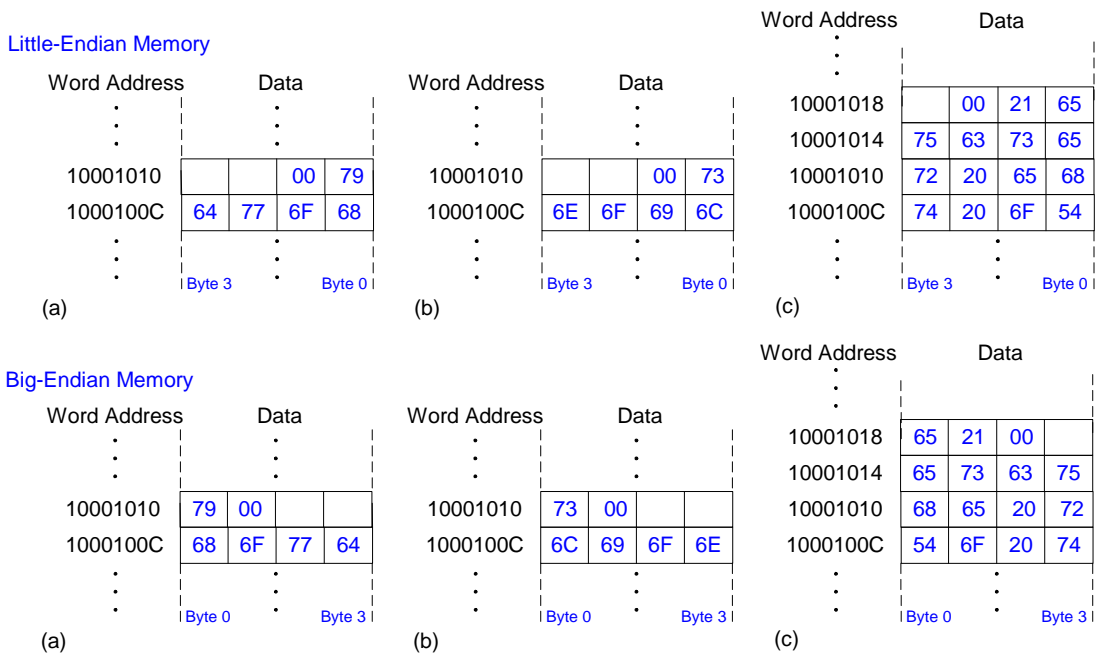 Little-Endian Memory
Word Address Data
10001010 00 79
1000100C 64 77 6F 68
Byte 3 Byte 0
(a)
Word Address Data
10001010 00 73
1000100C 6E 6F 69 6C
Byte 3 Byte 0
(b)
Word Address Data
10001018 00 21 65
10001014 75 63 73 65
10001010 72 20 65 68
1000100C 74 20 6F 54
Byte 3 Byte 0
(c)
Big-Endian Memory
Word Address Data
10001010 79 00
1000100C 68 6F 77 64
Byte 0 Byte 3
(a)
Word Address Data
10001010 73 00
1000100C 6C 69 6F 6E
Byte 0 Byte 3
(b)
Word Address Data
10001018 65 21 00
10001014 65 73 63 75
10001010 68 65 20 72
1000100C 54 6F 20 74
Byte 0 Byte 3
(c)